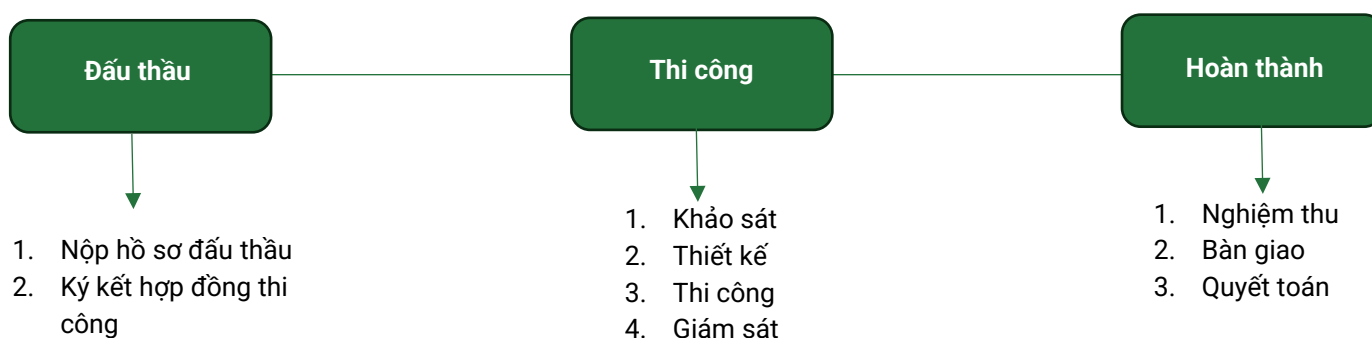 Đấu thầu
Thi công
Hoàn thành
1. Nộp hồ sơ đấu thầu
2. Ký kết hợp đồng thi
công
1. Khảo sát
2. Thiết kế
3. Thi công
4. Giám sát
1. Nghiệm thu
2. Bàn giao
3. Quyết toán